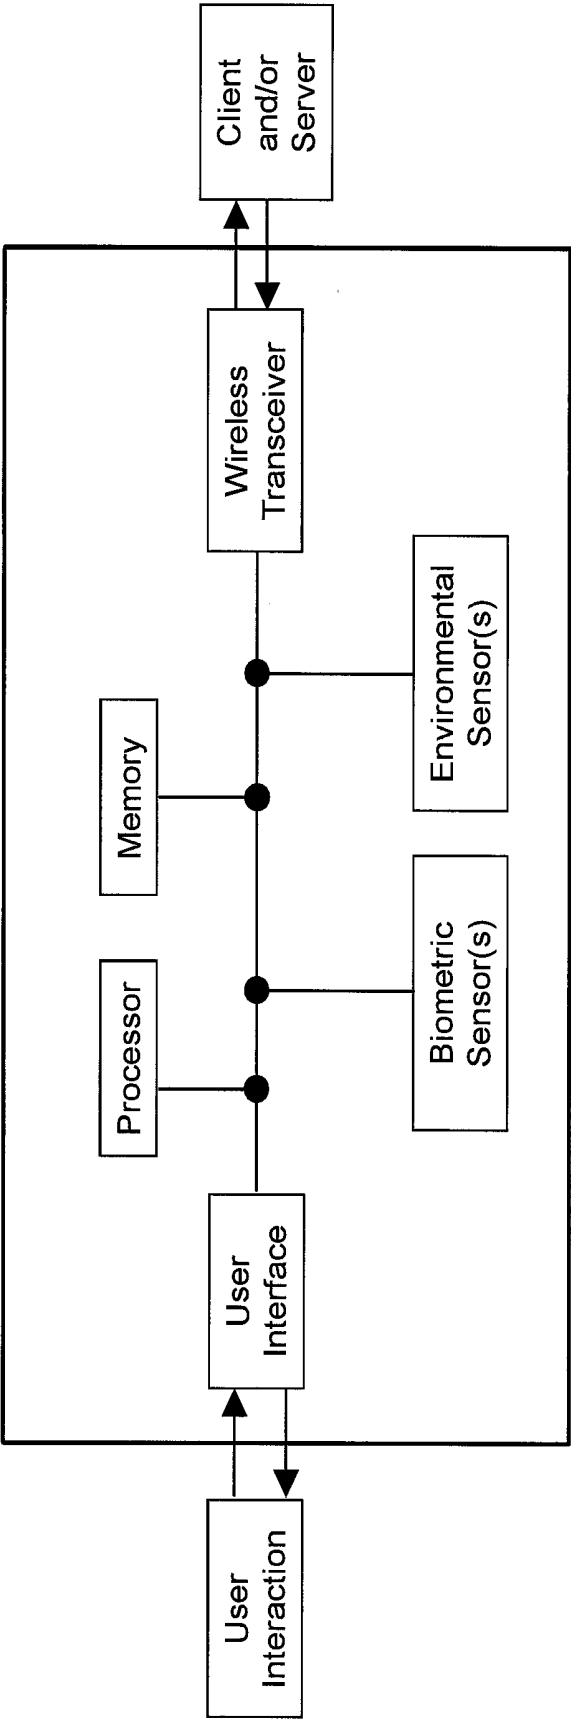 User
Interaction
User
Interface
Processor
Memory
Biometric
Sensor(s)
Environmental
Sensor(s)
Wireless
Transceiver
Client
and/or
Server